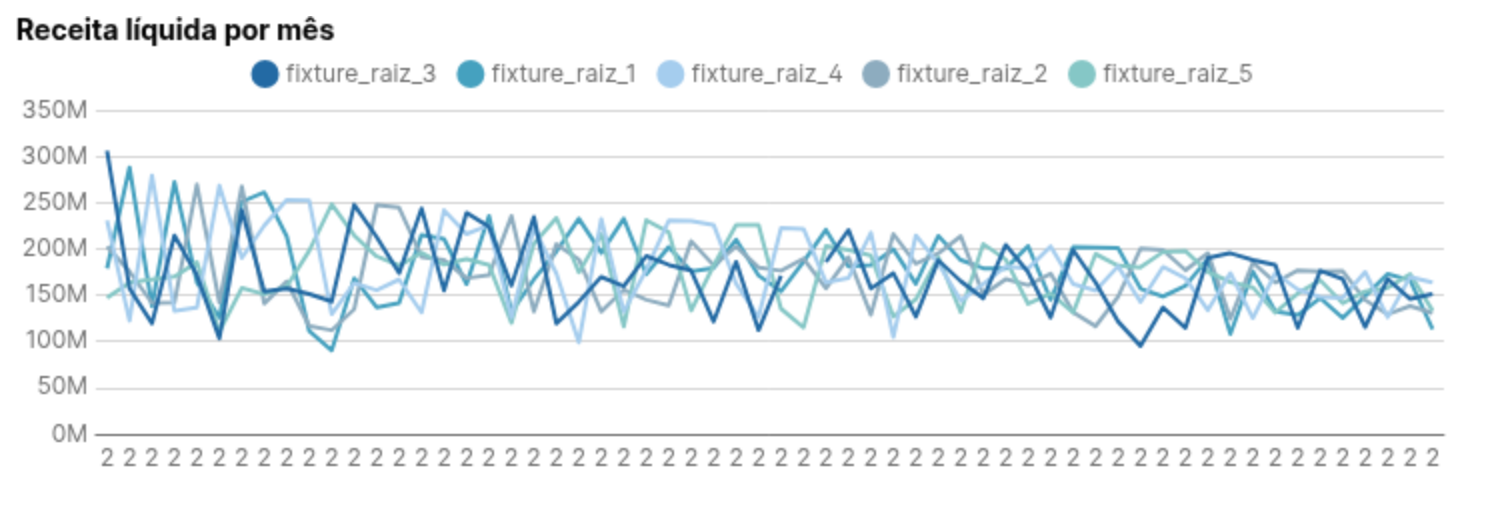 Receita líquida por mês
fixture_raiz_3 fixture_raiz_1 fixture_raiz_4 fixture_raiz_2 fixture_raiz_5
350M
300M
250M
200M
150M
100M
50M
0M
2 2 2 2 2 2 2 2 2 2 2 2 2 2 2 2 2 2 2 2 2 2 2 2 2 2 2 2 2 2 2 2 2 2 2 2 2 2 2 2 2 2 2 2 2 2 2 2 2 2 2 2 2 2 2 2 2 2 2 2